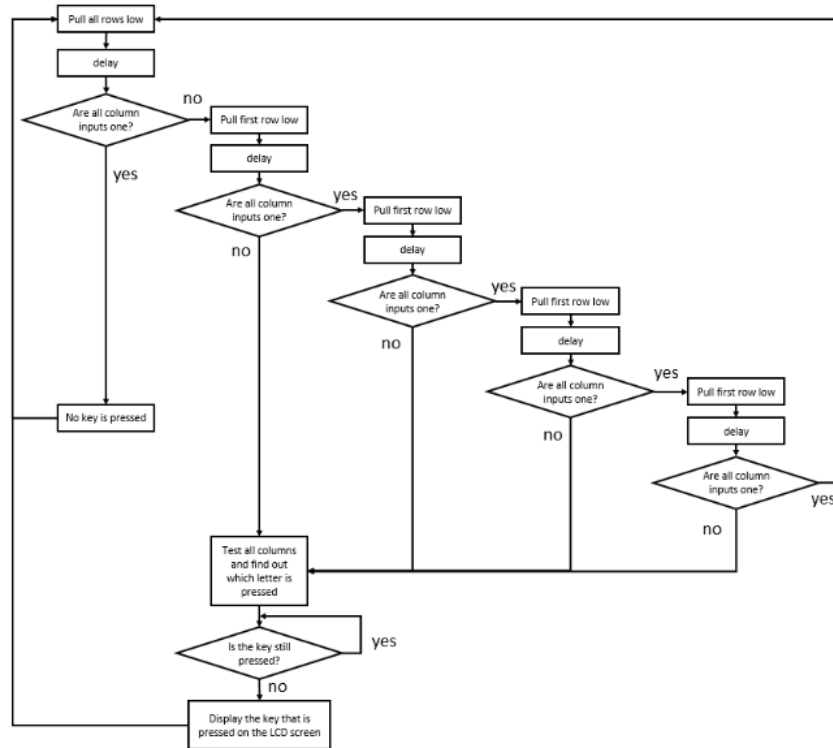 Pull all rows low
delay
Are all column
inputs one?
no
yes
Pull first row low
delay
Are all column
inputs one?
yes
no
Pull first row low
delay
Are all column
inputs one?
yes
no
Pull first row low
delay
Are all column
inputs one?
yes
no
Pull first row low
delay
Are all column
inputs one?
yes
no
No key is pressed
Test all columns
and find out
which letter is
pressed
Is the key still
pressed?
yes
no
Display the key that is
pressed on the LCD screen